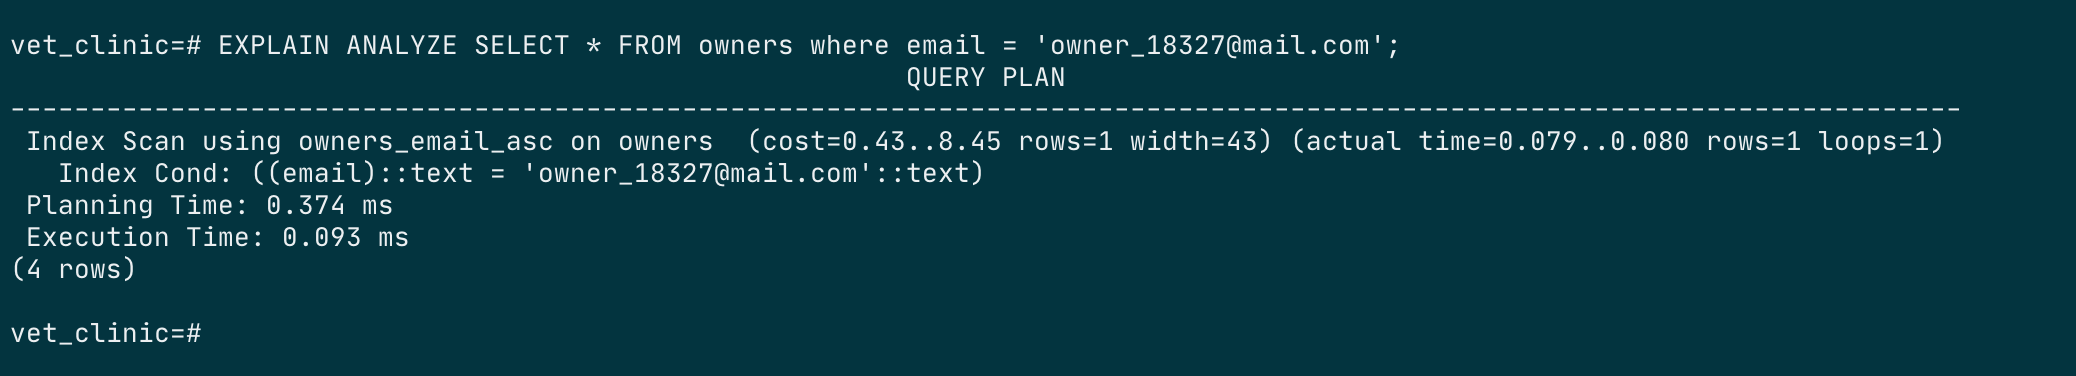 vet_clinic=# EXPLAIN ANALYZE SELECT * FROM owners where email = 'owner_18327@mail.com';
QUERY PLAN
--------------------------------------------------------------------------------------------------------------------------
Index Scan using owners_email_asc on owners  (cost=0.43..8.45 rows=1 width=43) (actual time=0.079..0.080 rows=1 loops=1)
Index Cond: ((email)::text = 'owner_18327@mail.com'::text)
Planning Time: 0.374 ms
Execution Time: 0.093 ms
(4 rows)
vet_clinic=#